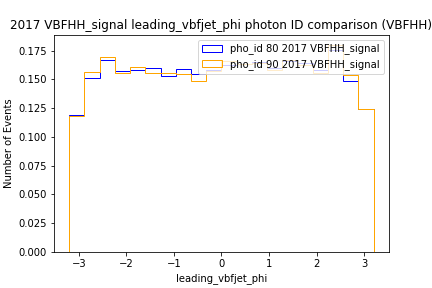 2017 VBFHH_signal leading_vbfjet_phi photon ID comparison (VBFHH)
pho_id 80 2017 VBFHH_signal
pho_id 90 2017 VBFHH_signal
Number of Events
0.175
0.150
0.125
0.100
0.075
0.050
0.025
0.000
−3 −2 −1 0 1 2 3
leading_vbfjet_phi